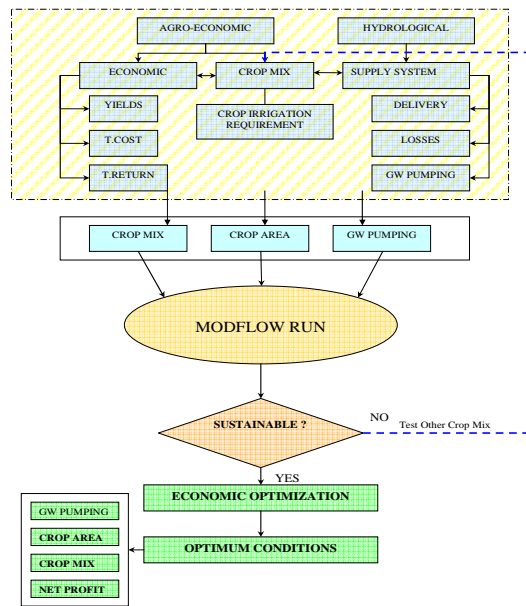 AGRO-ECONOMIC
HYDROLOGICAL
ECONOMIC
CROP MIX
SUPPLY SYSTEM
YIELDS
CROP IRRIGATION
REQUIREMENT
DELIVERY
T.COST
LOSSES
T.RETURN
GW PUMPING
CROP MIX
CROP AREA
GW PUMPING
MODFLOW RUN
SUSTAINABLE ?
NO
Test Other Crop Mix
YES
ECONOMIC OPTIMIZATION
OPTIMUM CONDITIONS
GW PUMPING
CROP AREA
CROP MIX
NET PROFIT